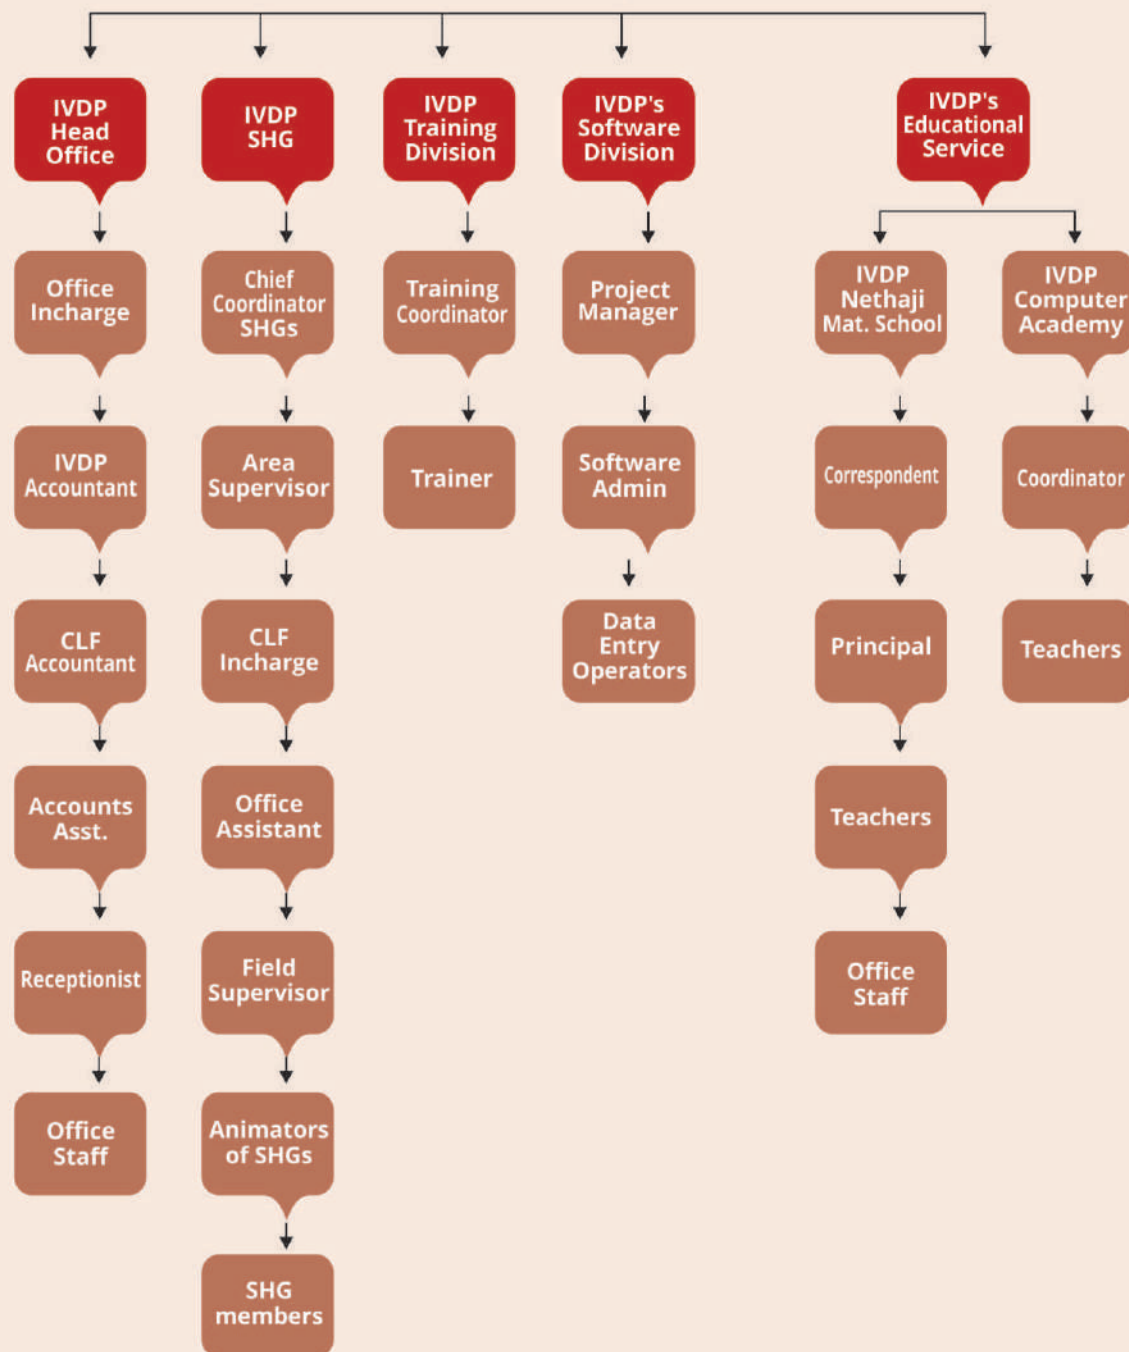 IVDP
Head
Office
IVDP
SHG
IVDP
Training
Division
IVDP's
Software
Division
IVDP's
Educational
Service
Office
Incharge
Chief
Coordinator
SHGs
Training
Coordinator
Project
Manager
IVDP
Nethaji
Mat. School
IVDP
Computer
Academy
IVDP
Accountant
Area
Supervisor
Trainer
Software
Admin
Correspondent
Coordinator
CLF
Accountant
CLF
Incharge
Data
Entry
Operators
Principal
Teachers
Accounts
Asst.
Office
Assistant
Teachers
Receptionist
Field
Supervisor
Office
Staff
Office
Staff
Animators
of SHGs
SHG
members